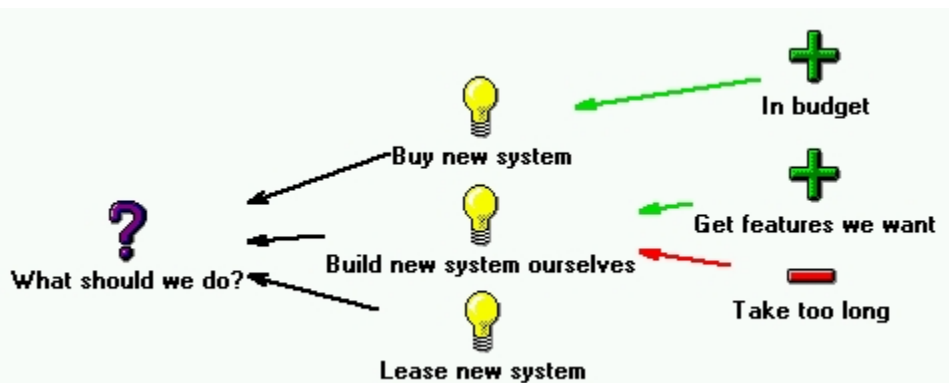 In budget
Buy new system
Get features we want
What should we do?
Build new system ourselves
Take too long
Lease new system